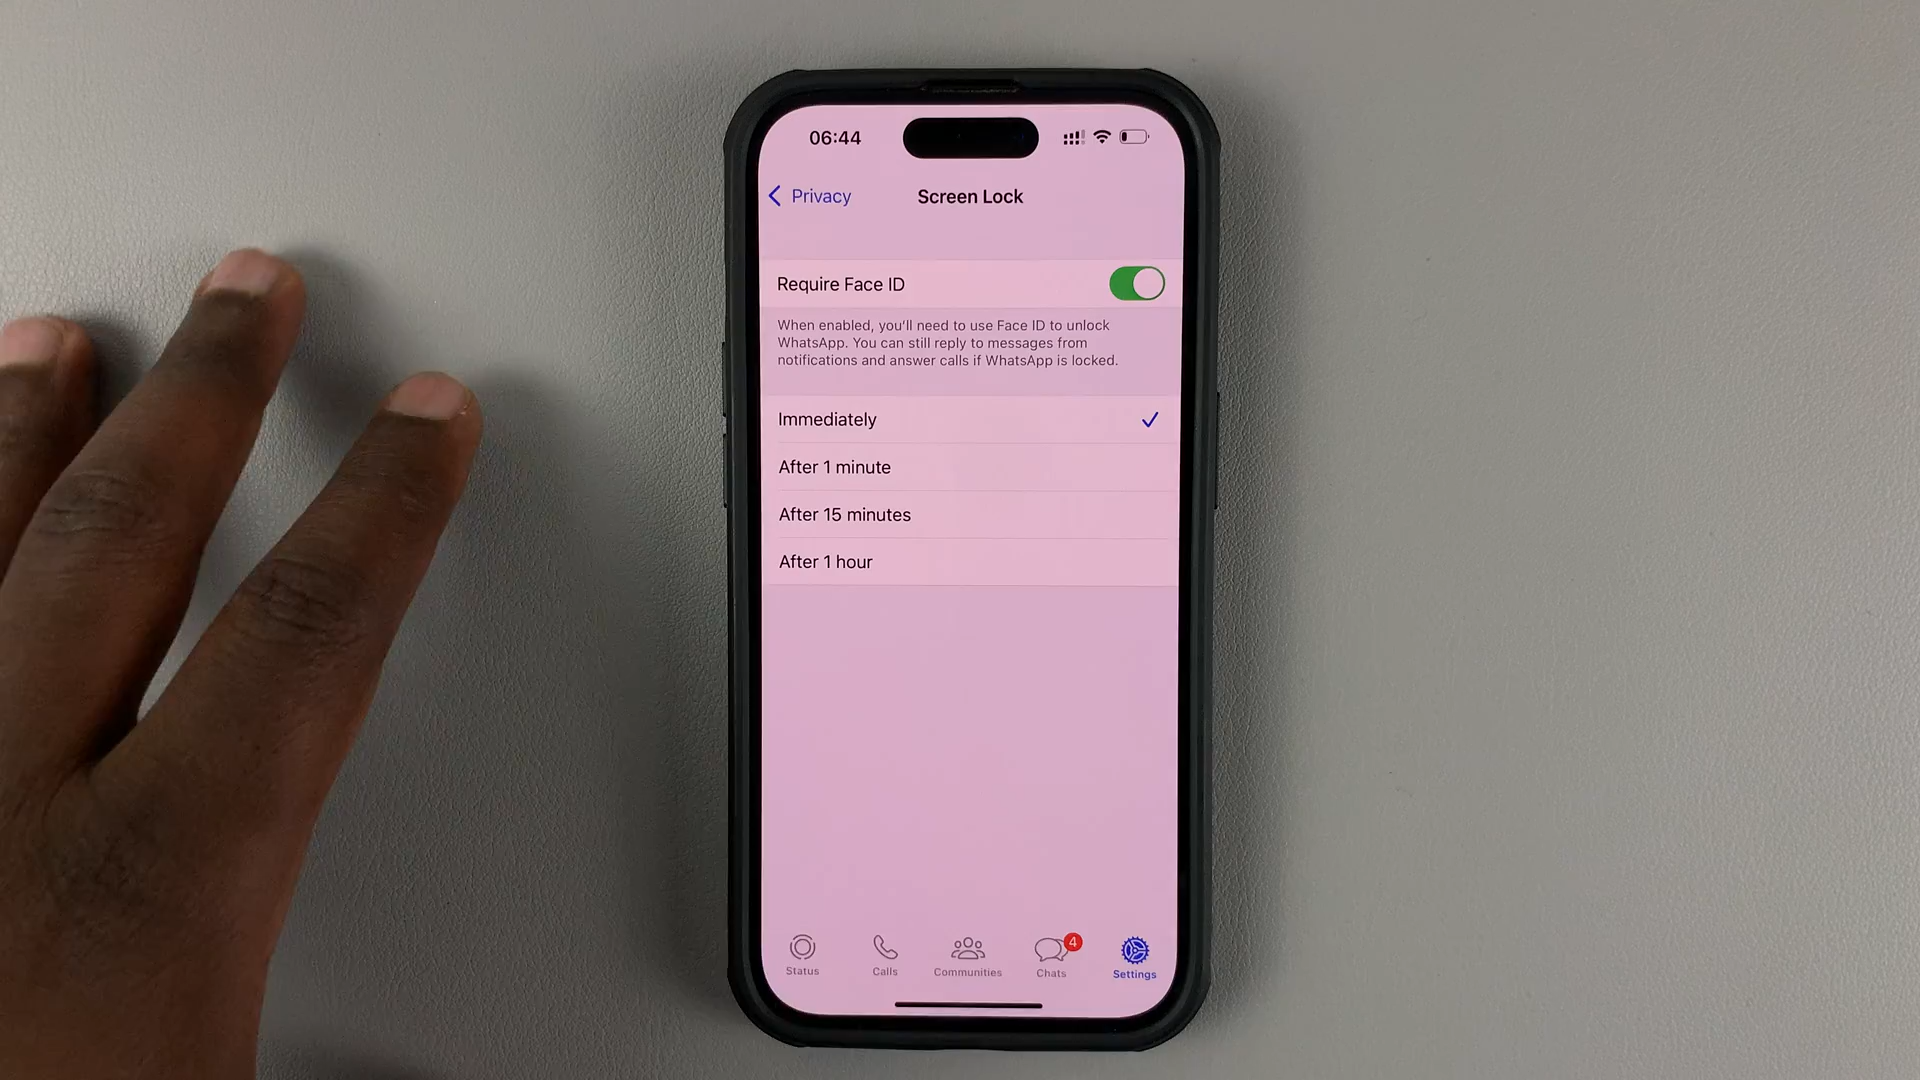 06:44
Privacy
Screen Lock
Require Face ID
When enabled, you'll need to use Face ID to unlock
WhatsApp. You can still reply to messages from
notifications and answer calls if WhatsApp is locked.
Immediately
After 1 minute
After 15 minutes
After 1 hour
4
Status Calls Communities Chats Settings